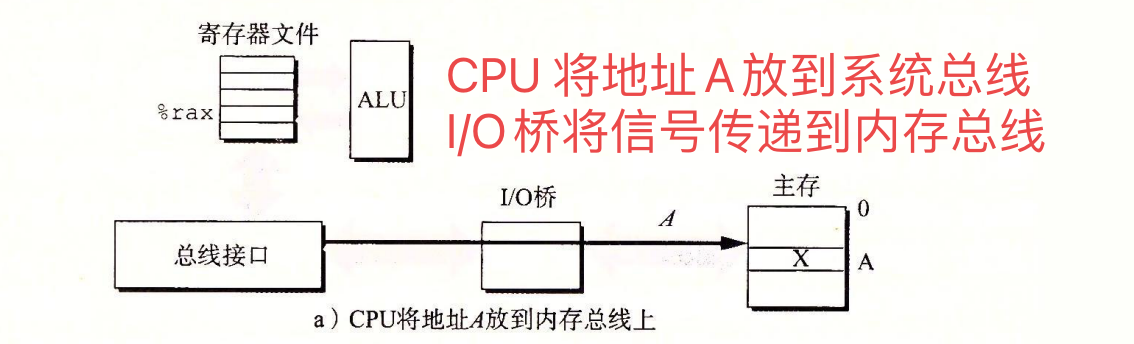 寄存器文件
CPU 将地址 A 放到系统总线
ALU
%rax
I/O 桥将信号传递到内存总线
主存
I/O桥
A
0
总线接口
X
A
a）CPU将地址A放到内存总线上